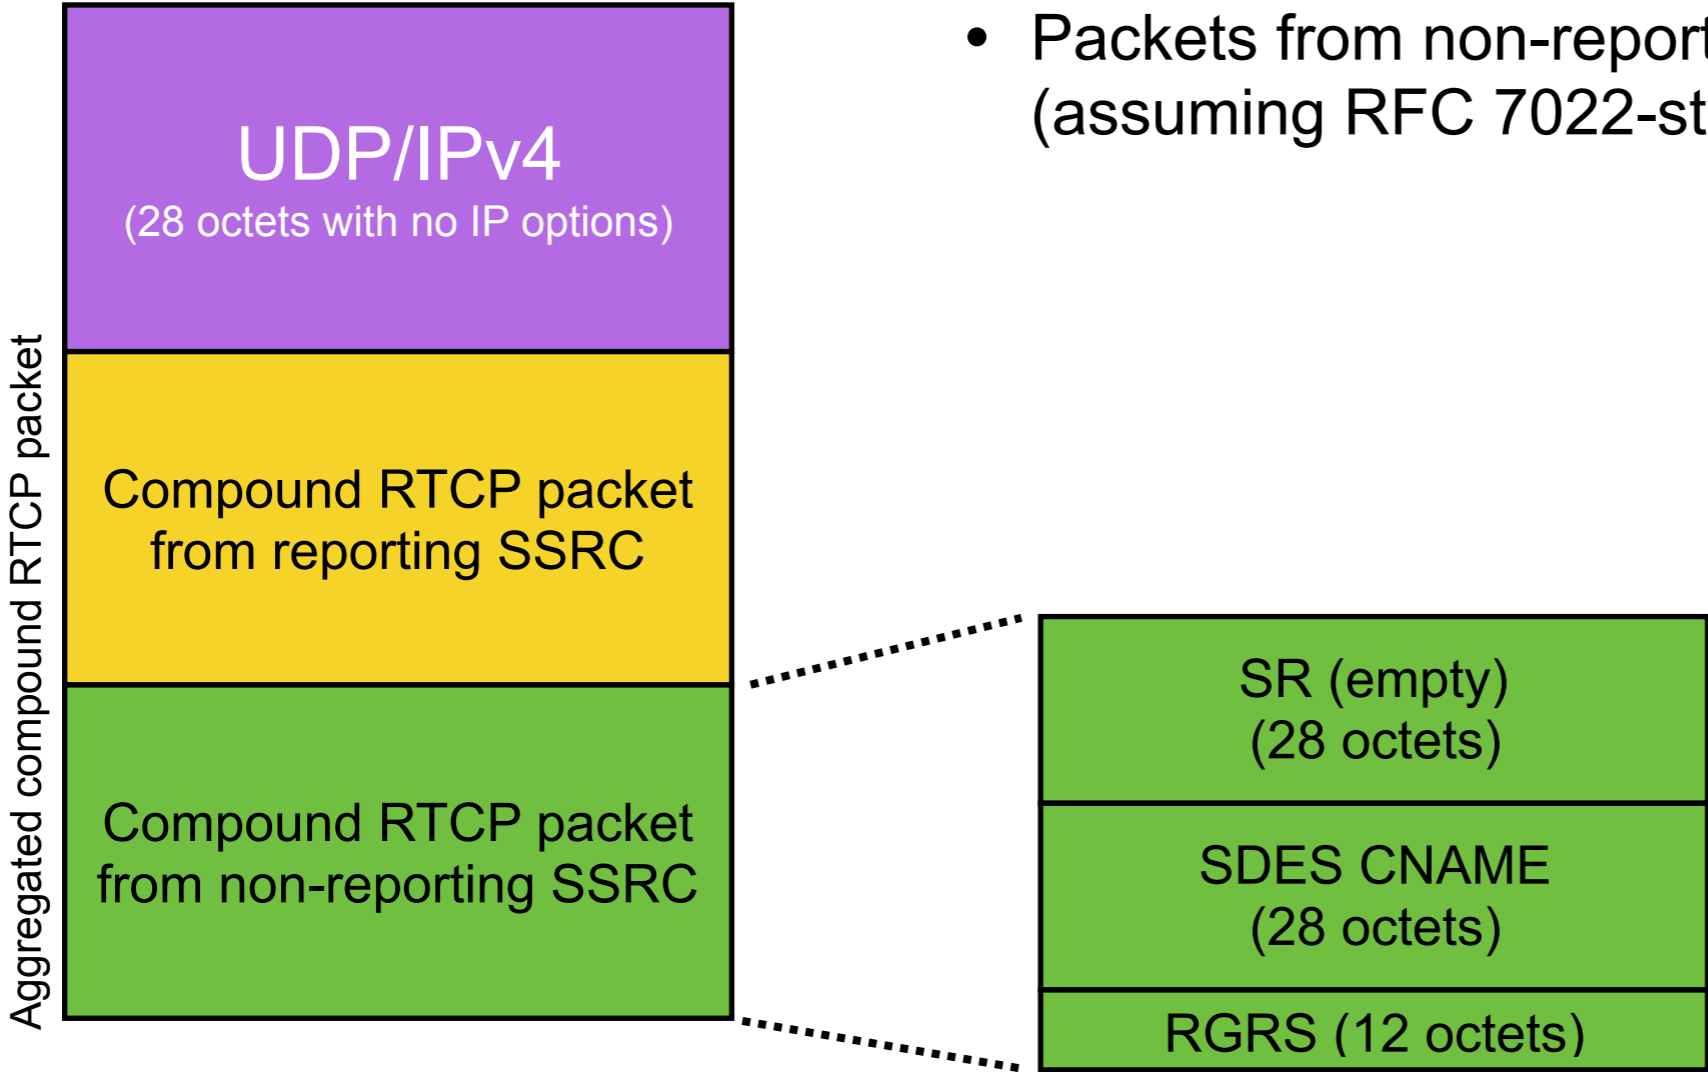 • Packets from non-report
(assuming RFC 7022-st
UDP/IPv4
(28 octets with no IP options)
Aggregated compound RTCP packet
Compound RTCP packet
from reporting SSRC
Compound RTCP packet
from non-reporting SSRC
SR (empty)
(28 octets)
SDES CNAME
(28 octets)
RGRS (12 octets)